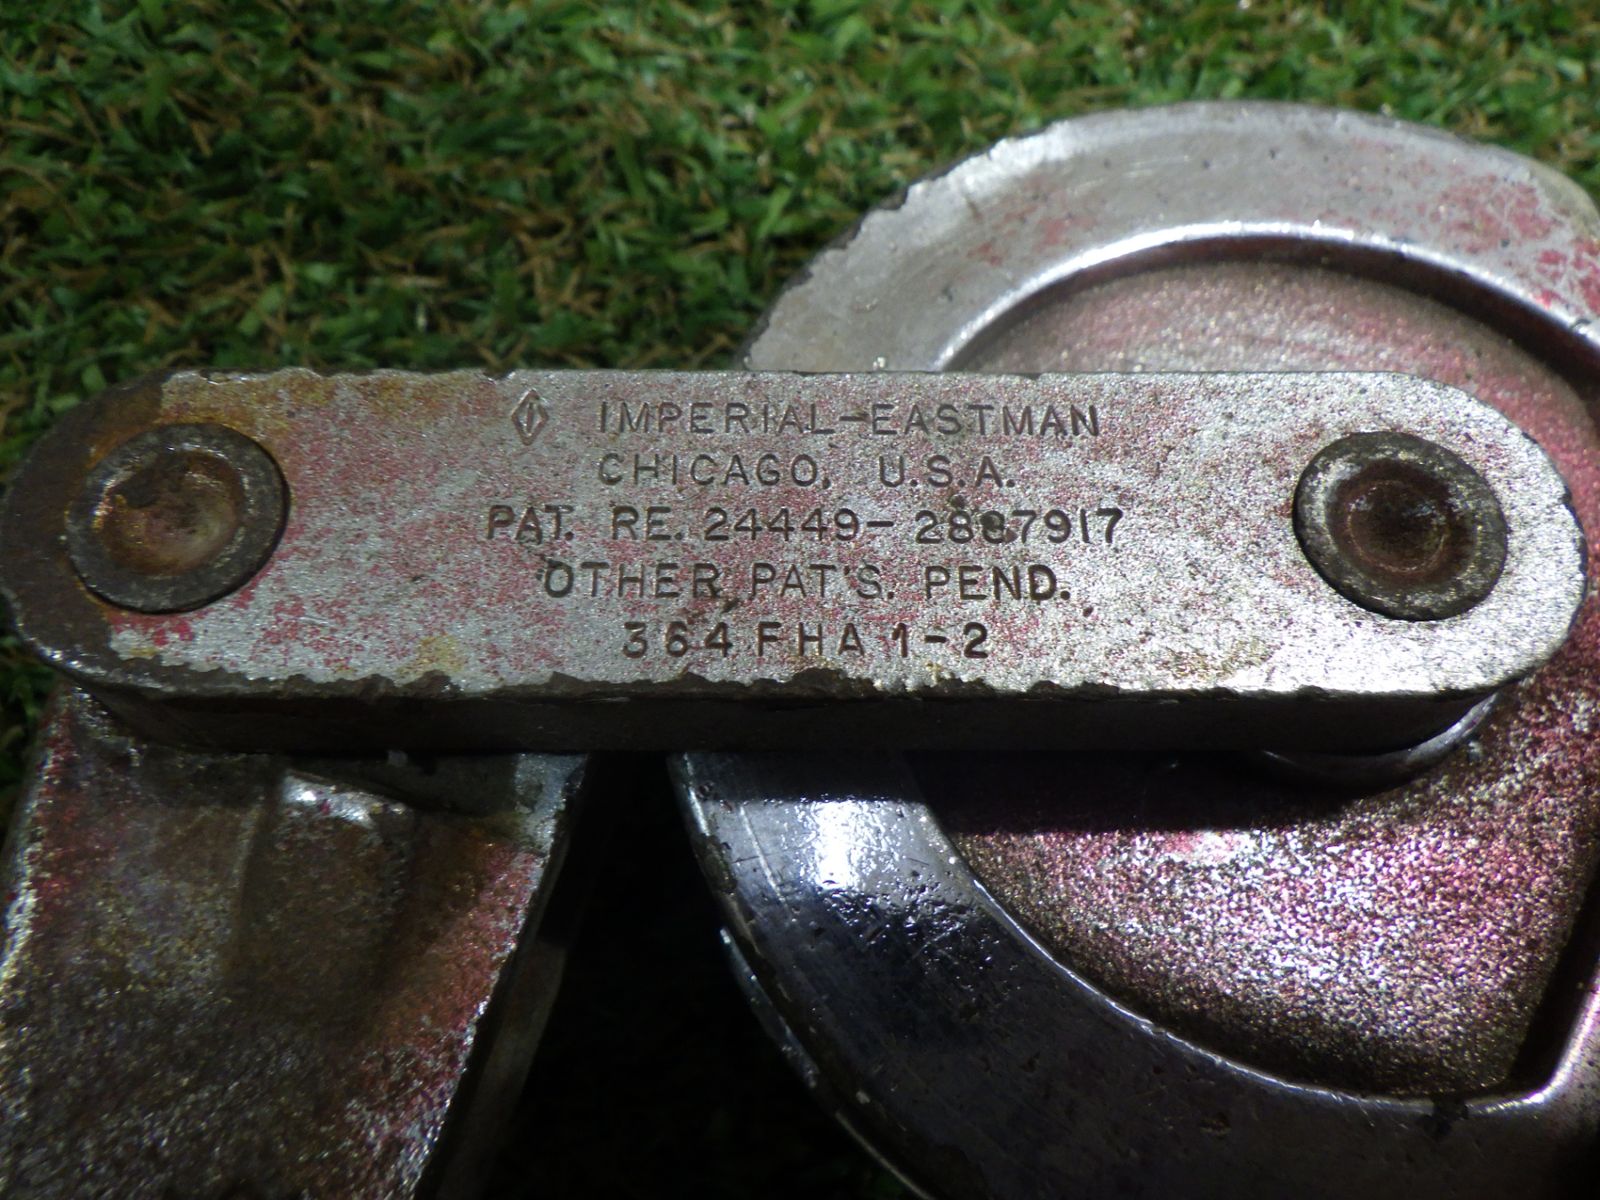 IMPERIAL-EASTMAN
CHICAGO, U.S.A.
PAT. RE. 24449- 2887917
OTHER PAT'S. PEND.
364 FHA 1-2